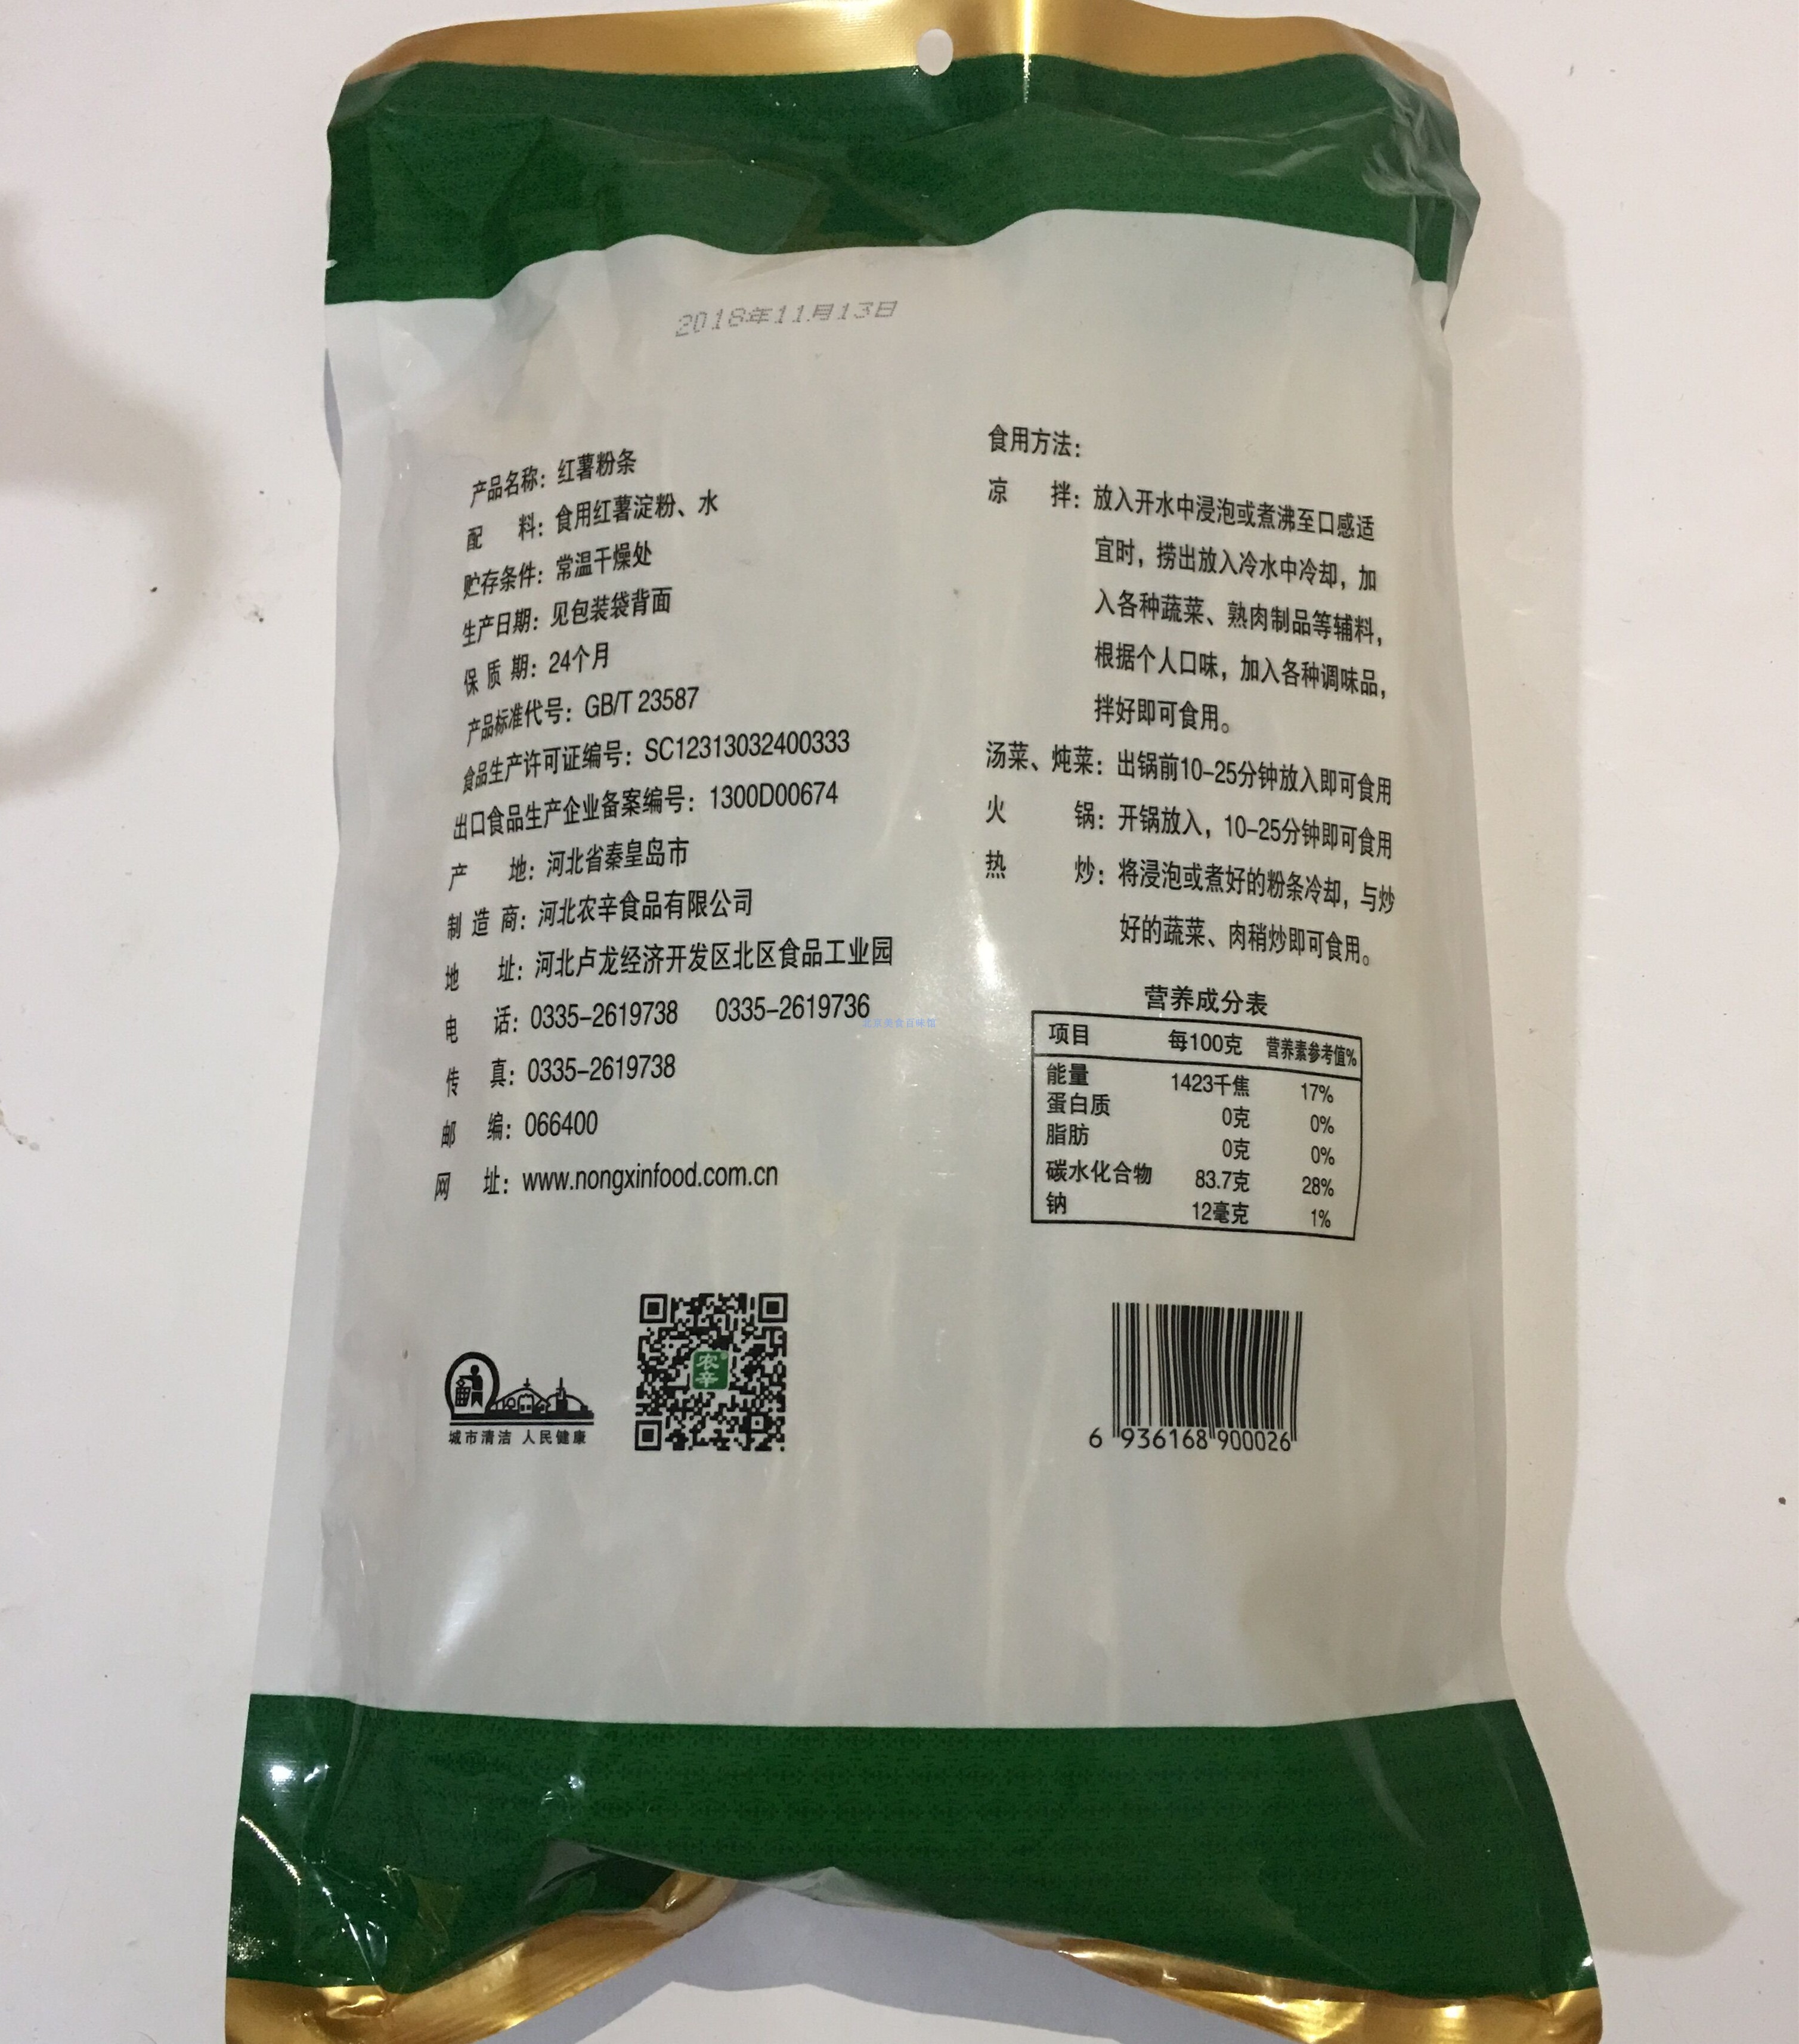 2018年11月13日
产品名称：红薯粉条
配 料：食用红薯淀粉、水
贮存条件：常温干燥处
生产日期：见包装袋背面
保 质 期：24个月
产品标准代号：GB/T 23587
食品生产许可证编号：SC12313032400333
出口食品生产企业备案编号：1300D00674
产 地：河北省秦皇岛市
制 造 商：河北农辛食品有限公司
地 址：河北卢龙经济开发区北区食品工业园
电 话：0335-2619738 0335-2619736
传 真：0335-2619738
邮 编：066400
网 址：www.nongxinfood.com.cn
城市清洁 人民健康
农
辛
食用方法：
凉 拌：放入开水中浸泡或煮沸至口感适
宜时，捞出放入冷水中冷却，加
入各种蔬菜、熟肉制品等辅料，
根据个人口味，加入各种调味品，
拌好即可食用。
汤菜、炖菜：出锅前10-25分钟放入即可食用
火 锅：开锅放入，10-25分钟即可食用
热 炒：将浸泡或煮好的粉条冷却，与炒
好的蔬菜、肉稍炒即可食用。
营养成分表
项目 每100克 营养素参考值%
能量 1423千焦 17%
蛋白质 0克 0%
脂肪 0克 0%
碳水化合物 83.7克 28%
钠 12毫克 1%
6 936168 900026
北京美食百味馆